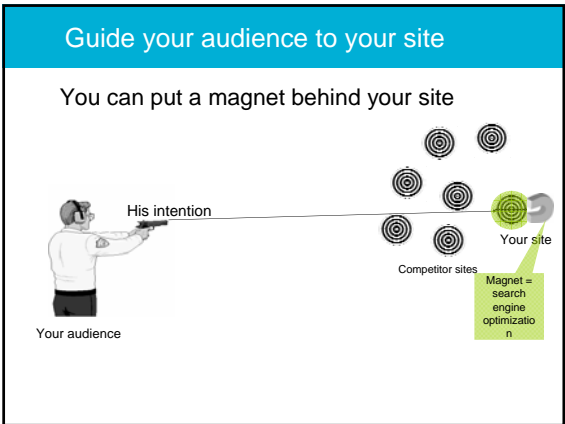 Guide your audience to your site
You can put a magnet behind your site
His intention
Your site
Competitor sites
Magnet =
search
engine
optimizatio
n
Your audience